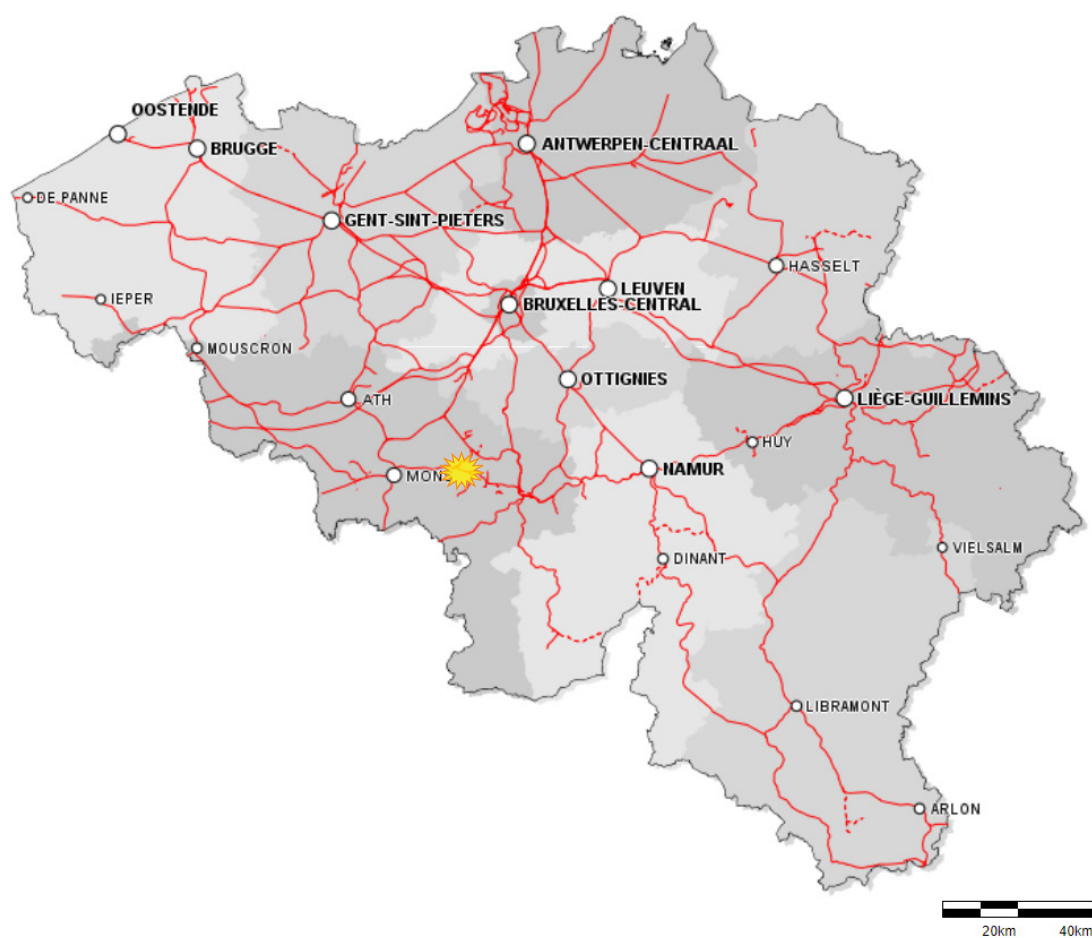 OOSTENDE
BRUGGE
ANTWERPEN-CENTRAAL
DE PANNE
GENT-SINT-PIETERS
HASSELT
LEUVEN
IEPER
BRUXELLES-CENTRAL
MOUSCRON
OTTIGNIES
ATH
LIÈGE-GUILLEMINS
HUY
NAMUR
VIELSALM
DINANT
LIBRAMONT
ARLON
20km 40km